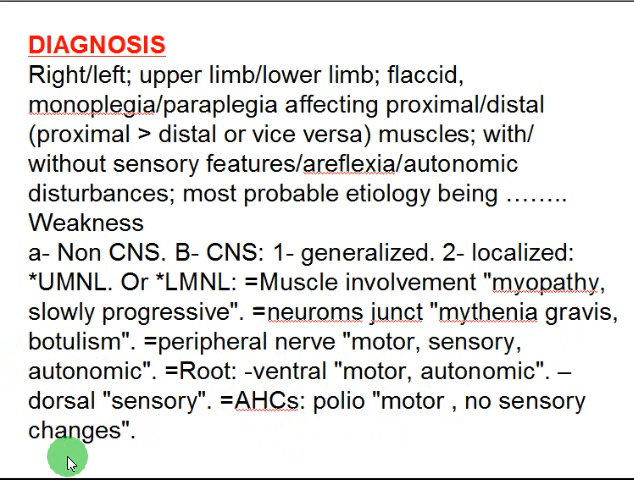 DIAGNOSIS
Right/left; upper limb/lower limb; flaccid,
monoplegia/paraplegia affecting proximal/distal
(proximal > distal or vice versa) muscles; with/
without sensory features/areflexia/autonomic
disturbances; most probable etiology being ……..
Weakness
a- Non CNS. B- CNS: 1- generalized. 2- localized:
*UMNL. Or *LMNL: =Muscle involvement "myopathy,
slowly progressive". =neuroms junct "mythenia gravis,
botulism". =peripheral nerve "motor, sensory,
autonomic". =Root: -ventral "motor, autonomic". –
dorsal "sensory". =AHCs: polio "motor , no sensory
changes".